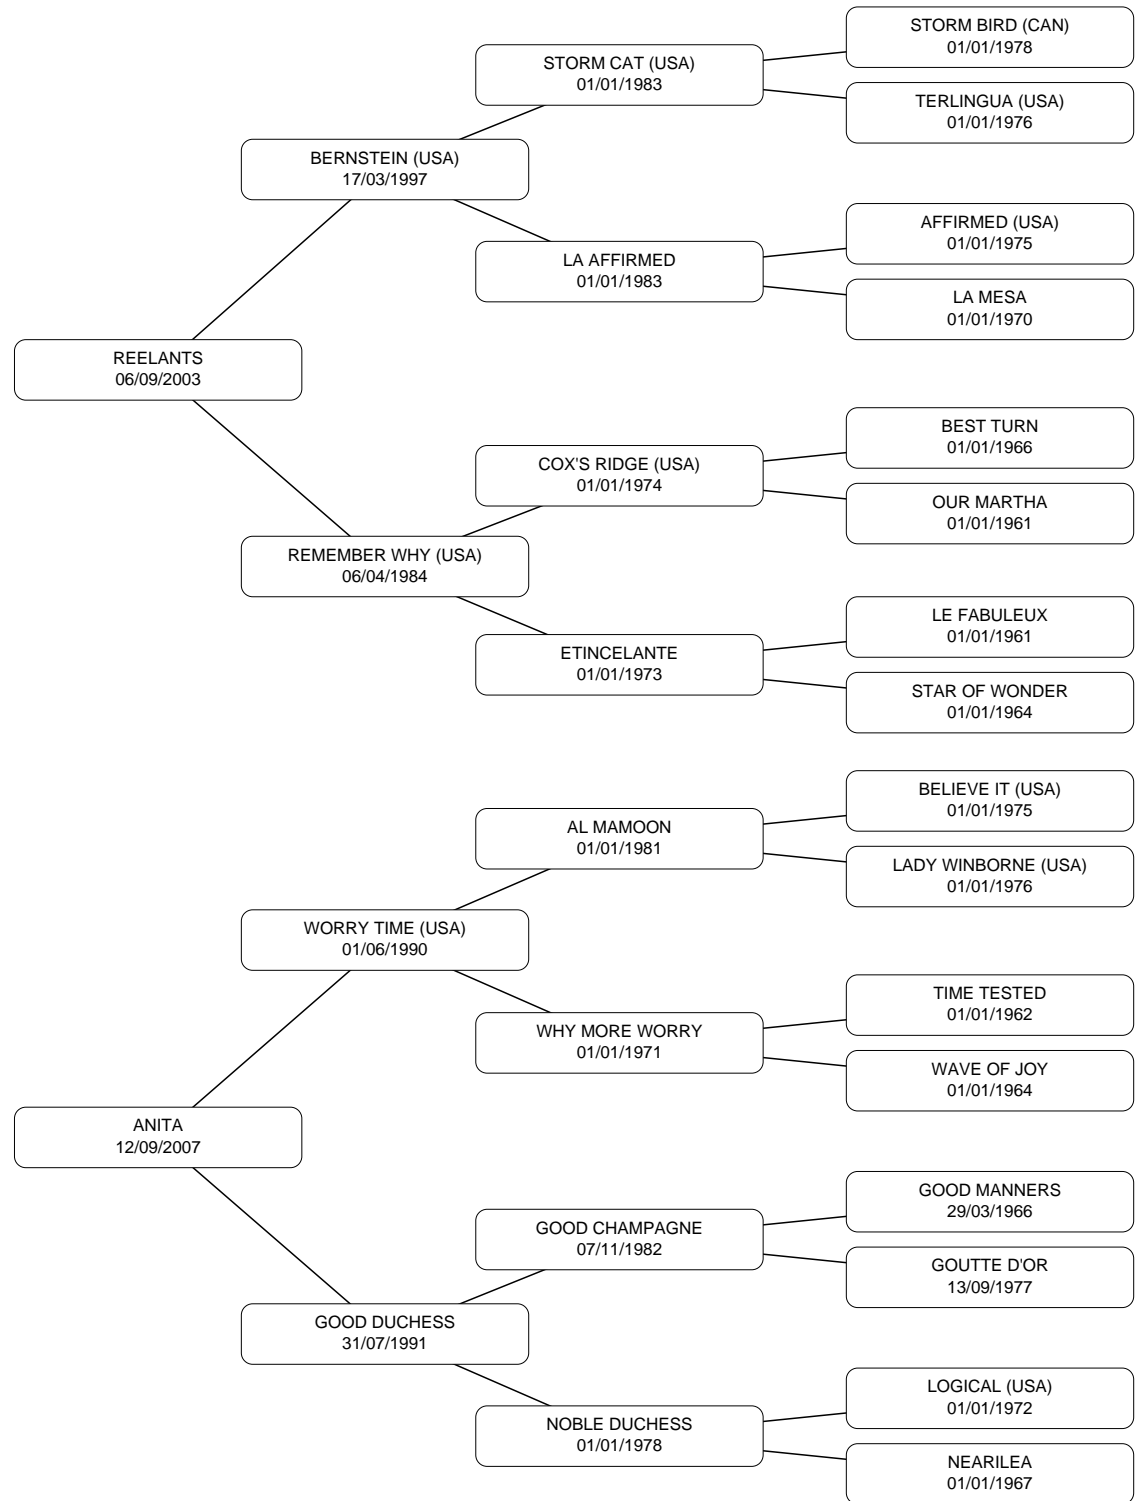 STORM BIRD (CAN)
01/01/1978
STORM CAT (USA)
01/01/1983
TERLINGUA (USA)
01/01/1976
BERNSTEIN (USA)
17/03/1997
AFFIRMED (USA)
01/01/1975
LA AFFIRMED
01/01/1983
LA MESA
01/01/1970
REELANTS
06/09/2003
BEST TURN
01/01/1966
COX'S RIDGE (USA)
01/01/1974
OUR MARTHA
01/01/1961
REMEMBER WHY (USA)
06/04/1984
LE FABULEUX
01/01/1961
ETINCELANTE
01/01/1973
STAR OF WONDER
01/01/1964
BELIEVE IT (USA)
01/01/1975
AL MAMOON
01/01/1981
LADY WINBORNE (USA)
01/01/1976
WORRY TIME (USA)
01/06/1990
TIME TESTED
01/01/1962
WHY MORE WORRY
01/01/1971
WAVE OF JOY
01/01/1964
ANITA
12/09/2007
GOOD MANNERS
29/03/1966
GOOD CHAMPAGNE
07/11/1982
GOUTTE D'OR
13/09/1977
GOOD DUCHESS
31/07/1991
LOGICAL (USA)
01/01/1972
NOBLE DUCHESS
01/01/1978
NEARILEA
01/01/1967